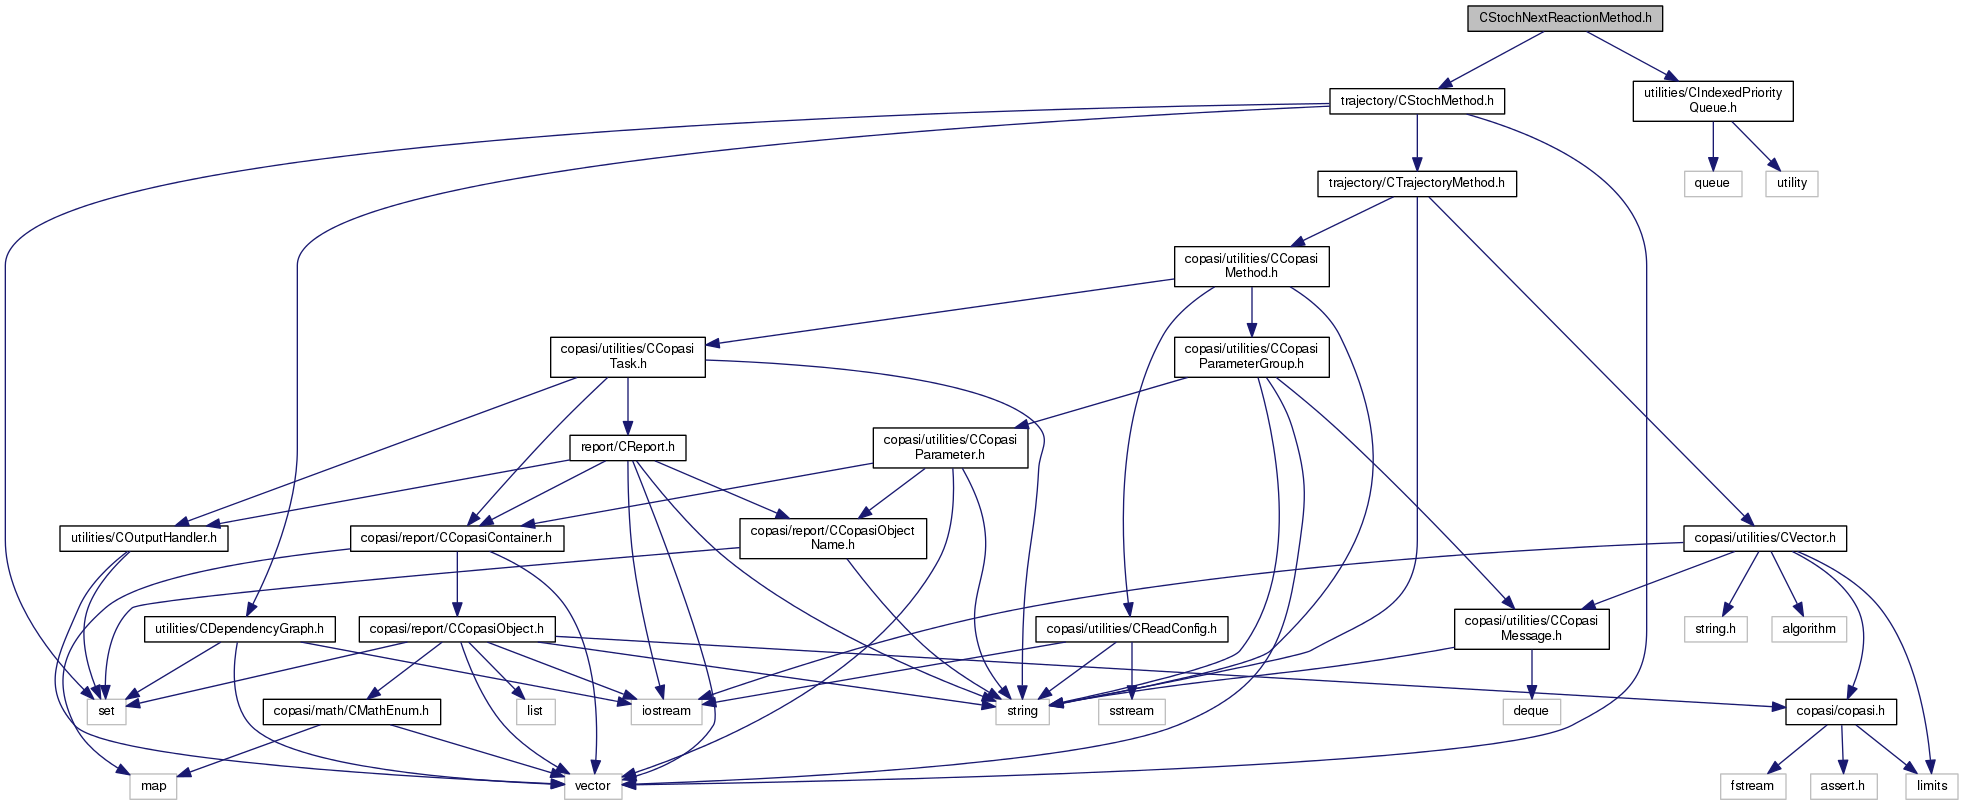 CStochNextReactionMethod.h
trajectory/CStochMethod.h
utilities/CIndexedPriority
Queue.h
trajectory/CTrajectoryMethod.h
queue
utility
copasi/utilities/CCopasi
Method.h
copasi/utilities/CCopasi
Task.h
copasi/utilities/CCopasi
ParameterGroup.h
report/CReport.h
copasi/utilities/CCopasi
Parameter.h
utilities/COutputHandler.h
copasi/report/CCopasiContainer.h
copasi/report/CCopasiObject
Name.h
copasi/utilities/CVector.h
utilities/CDependencyGraph.h
copasi/report/CCopasiObject.h
copasi/utilities/CReadConfig.h
copasi/utilities/CCopasi
Message.h
string.h
algorithm
set
copasi/math/CMathEnum.h
list
iostream
string
sstream
deque
copasi/copasi.h
map
vector
fstream
assert.h
limits